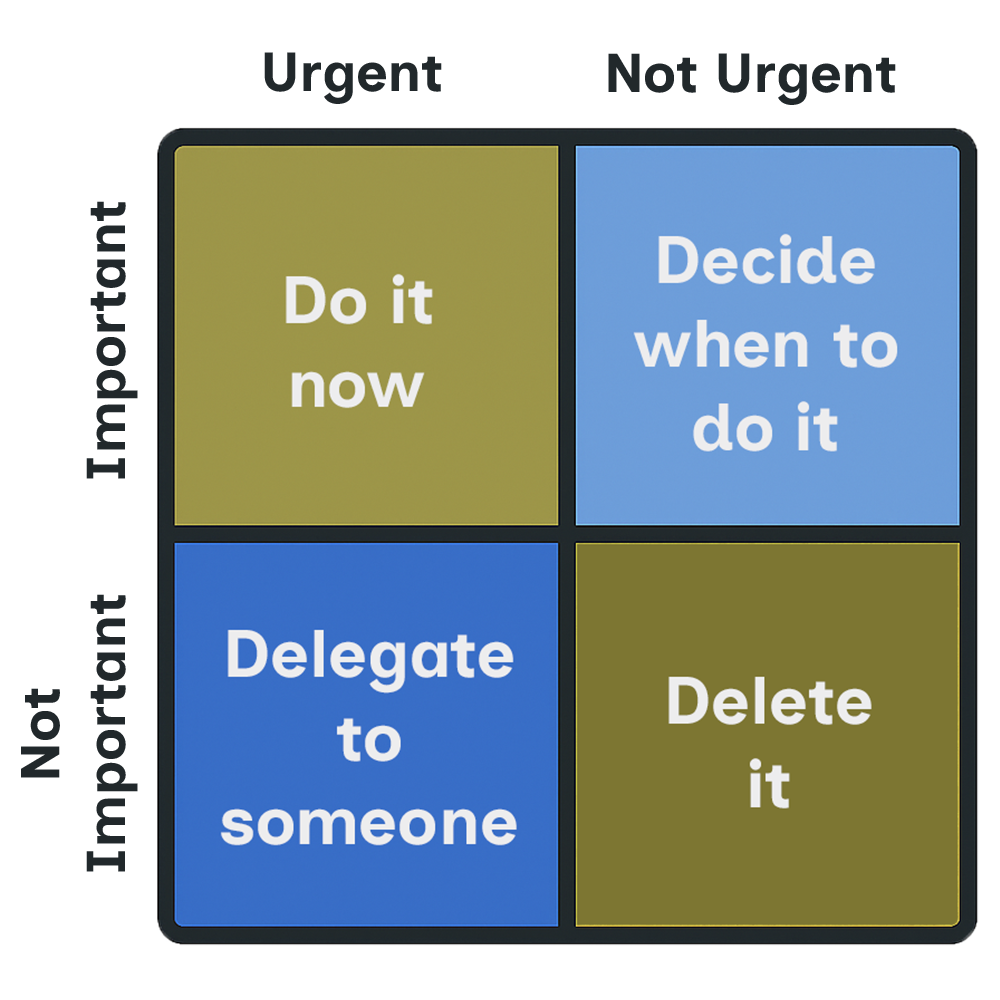 Urgent
Not Urgent
Important
Do it
now
Decide
when to
do it
Not
Important
Delegate
to
someone
Delete
it